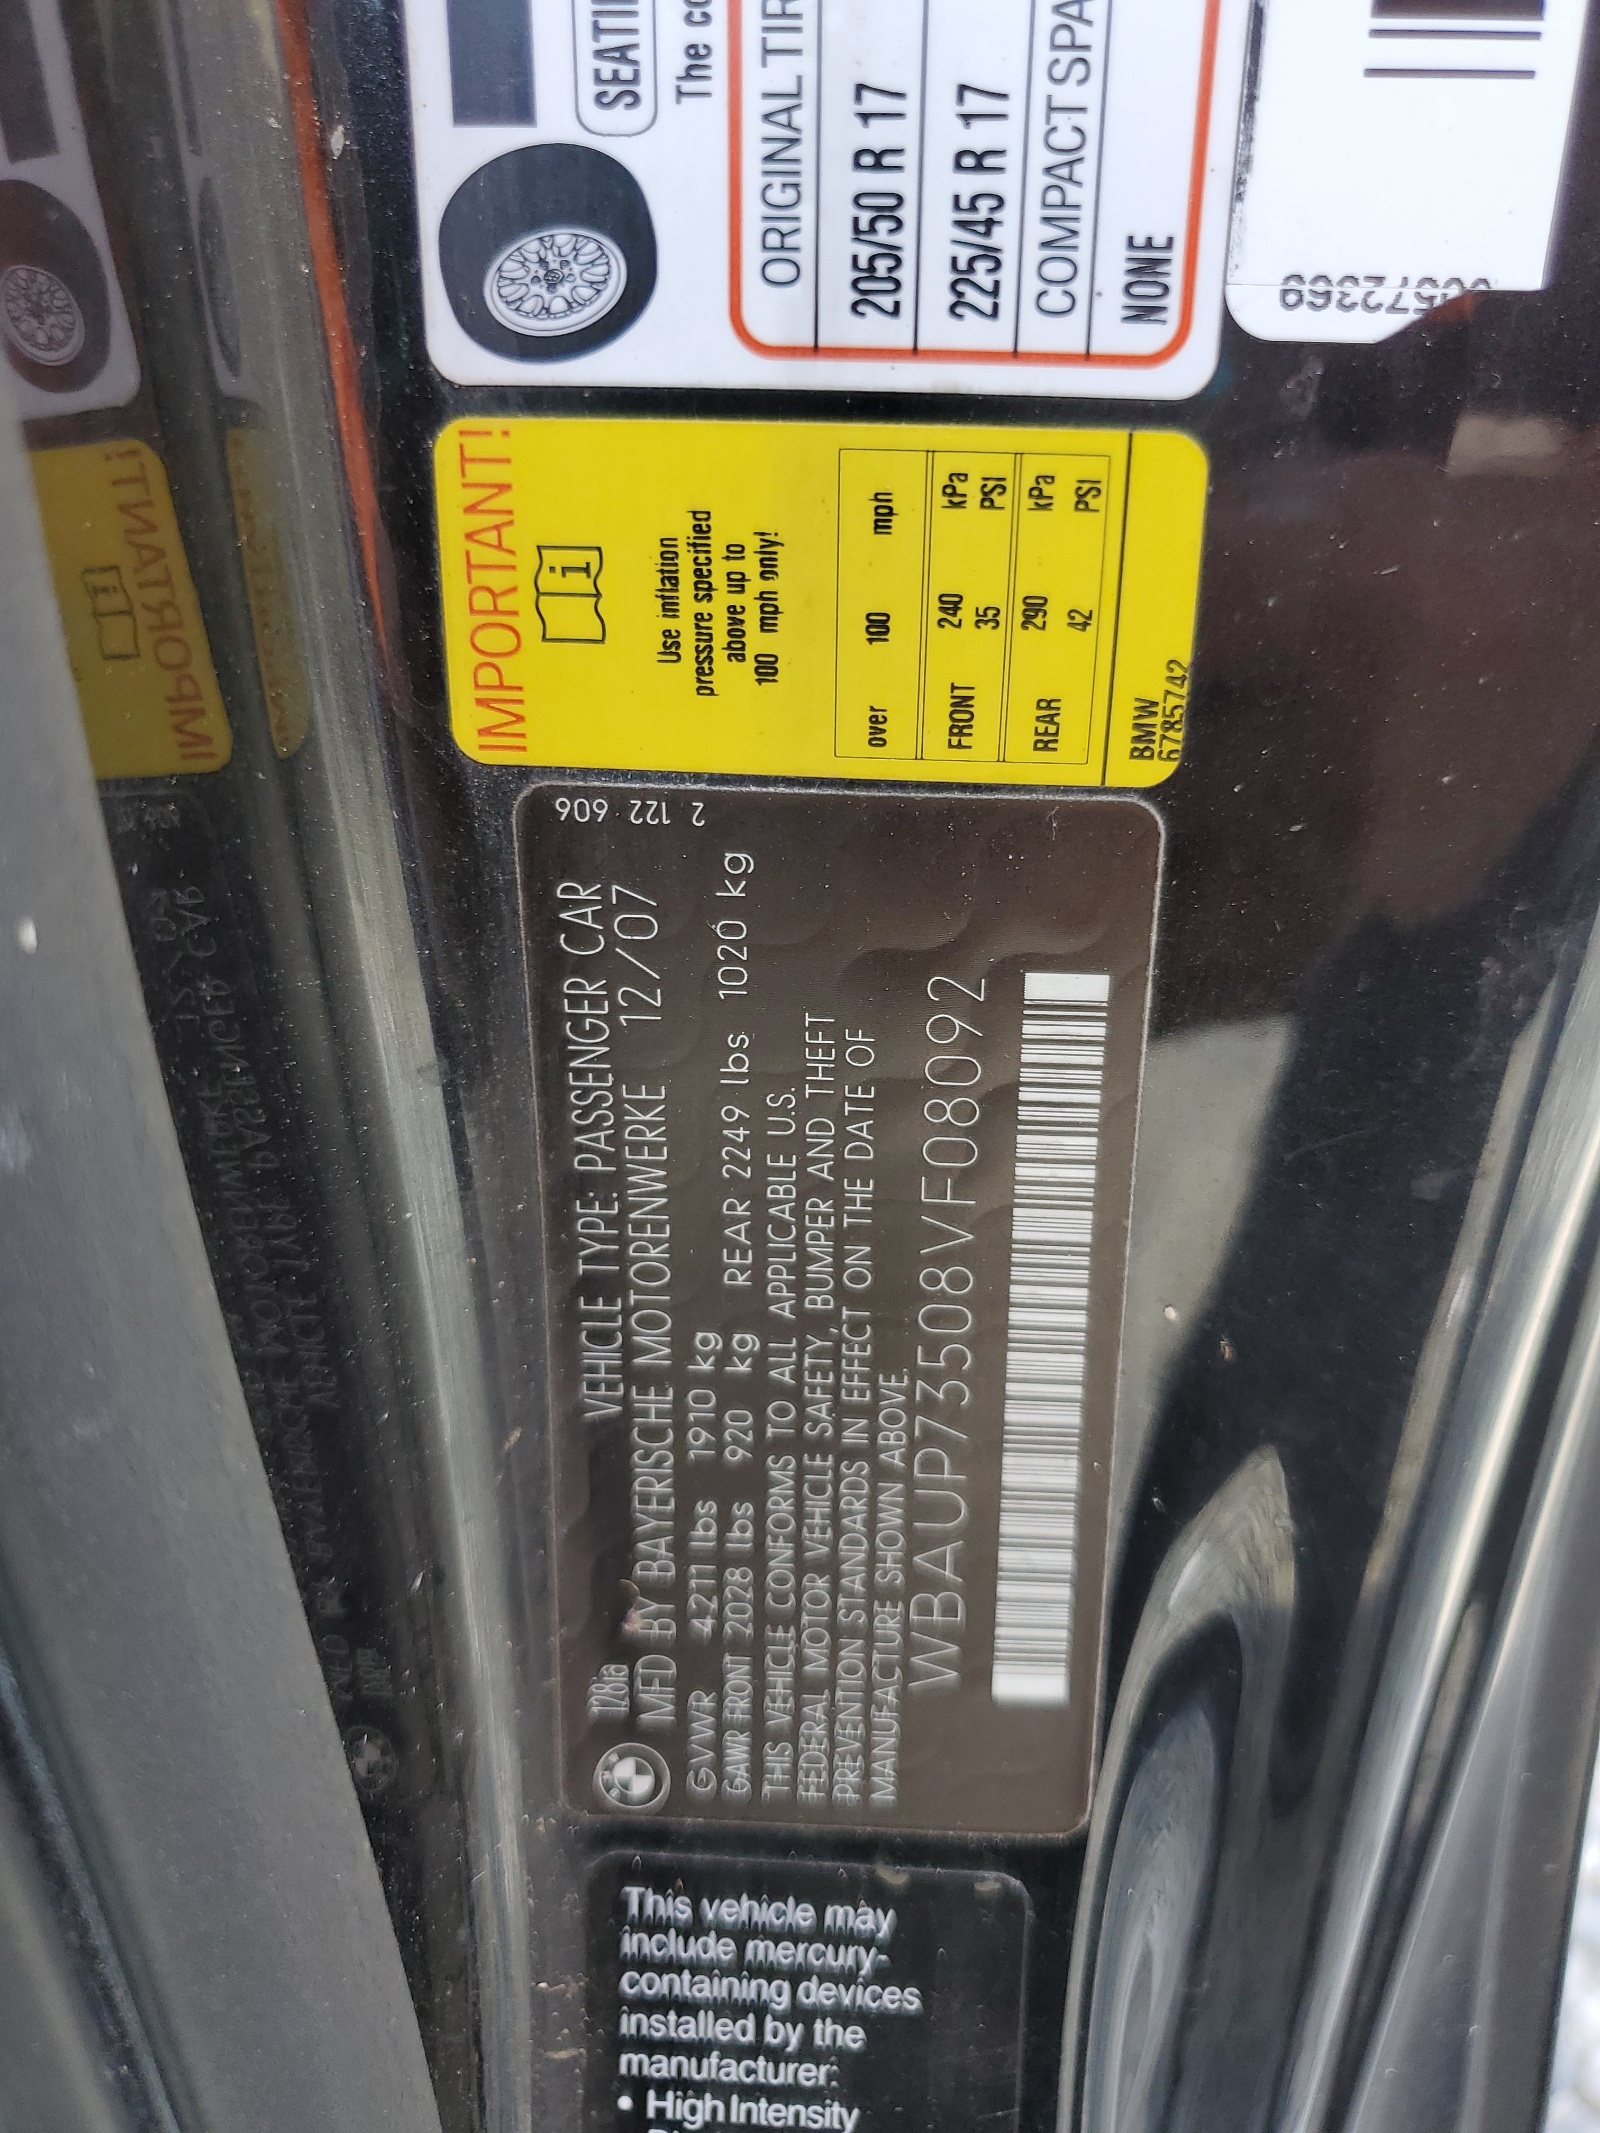 SEATI
The co
ORIGINAL TIR
205/50 R 17
225/45 R 17
COMPACT SPA
NONE
IMPORTANT!
i
Use inflation
pressure specified
above up to
100 mph only!
over 100 mph
FRONT 240 kPa
35 PSI
REAR 290 kPa
42 PSI
BMW
6785742
2 122 606
128ia VEHICLE TYPE: PASSENGER CAR
MFD BY BAYERISCHE MOTORENWERKE 12/07
GVWR 4211 lbs 1910 kg
GAWR FRONT 2028 lbs 920 kg REAR 2249 lbs 1020 kg
THIS VEHICLE CONFORMS TO ALL APPLICABLE U.S.
FEDERAL MOTOR VEHICLE SAFETY, BUMPER AND THEFT
PREVENTION STANDARDS IN EFFECT ON THE DATE OF
MANUFACTURE SHOWN ABOVE.
WBAUP73508VF08092
This vehicle may
include mercury-
containing devices
installed by the
manufacturer:
• High Intensity